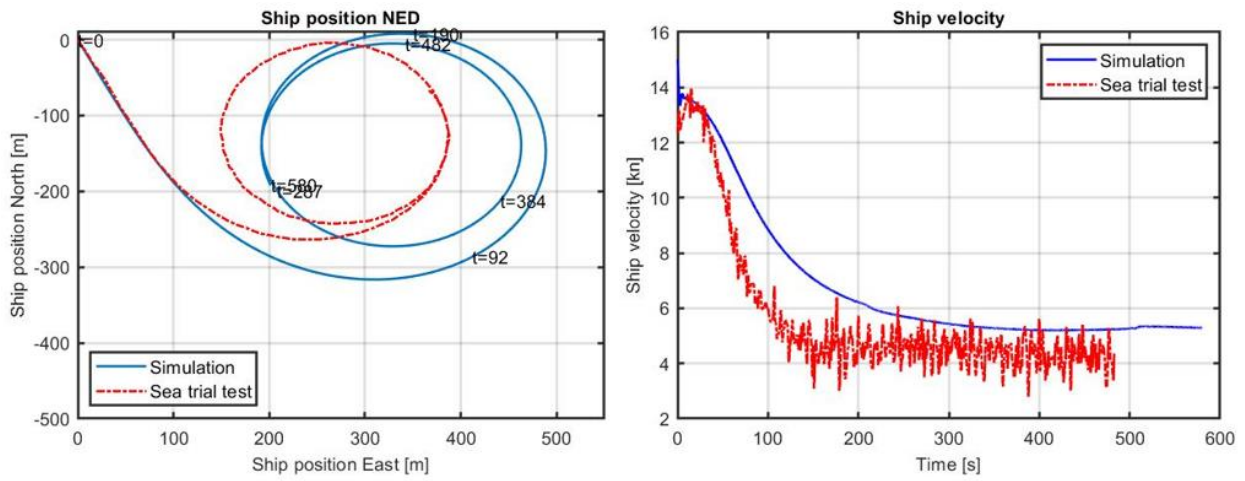 Ship position NED
0
-100
-200
-300
-400
-500
Ship position North [m]
t=0
t=190
t=482
t=580
t=287
t=384
t=92
Simulation
Sea trial test
0
100
200
300
400
500
Ship position East [m]
Ship velocity
16
14
12
10
8
6
4
2
Ship velocity [kn]
Simulation
Sea trial test
0
100
200
300
400
500
600
Time [s]